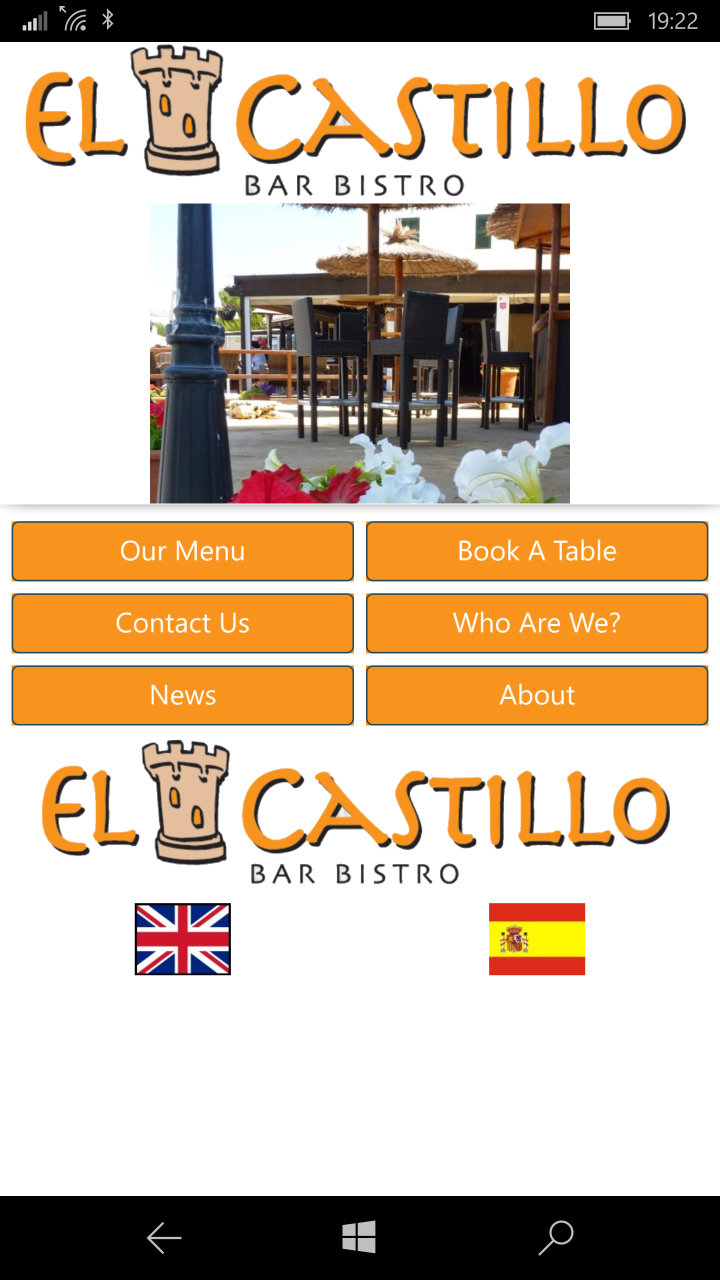 19:22
EL CASTILLO
BAR BISTRO
Our Menu
Book A Table
Contact Us
Who Are We?
News
About
EL CASTILLO
BAR BISTRO